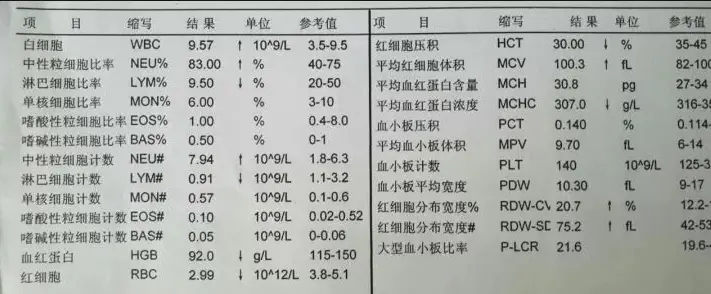 项 目 缩写 结 果 单位 参考值
白细胞 WBC 9.57 ↑ 10^9/L 3.5-9.5
中性粒细胞比率 NEU% 83.00 ↑ % 40-75
淋巴细胞比率 LYM% 9.50 ↓ % 20-50
单核细胞比率 MON% 6.00 % 3-10
嗜酸性粒细胞比率 EOS% 1.00 % 0.4-8.0
嗜碱性粒细胞比率 BAS% 0.50 % 0-1
中性粒细胞计数 NEU# 7.94 ↑ 10^9/L 1.8-6.3
淋巴细胞计数 LYM# 0.91 ↓ 10^9/L 1.1-3.2
单核细胞计数 MON# 0.57 10^9/L 0.1-0.6
嗜酸性粒细胞计数 EOS# 0.10 10^9/L 0.02-0.52
嗜碱性粒细胞计数 BAS# 0.05 10^9/L 0-0.06
血红蛋白 HGB 92.0 ↓ g/L 115-150
红细胞 RBC 2.99 ↓ 10^12/L 3.8-5.1
项 目 缩写 结 果 单位 参考值
红细胞压积 HCT 30.00 ↓ % 35-45
平均红细胞体积 MCV 100.3 ↑ fL 82-100
平均血红蛋白含量 MCH 30.8 pg 27-34
平均血红蛋白浓度 MCHC 307.0 ↓ g/L 316-35
血小板压积 PCT 0.140 % 0.114-
平均血小板体积 MPV 9.70 fL 6-14
血小板计数 PLT 140 10^9/L 125-3
血小板平均宽度 PDW 10.30 fL 9-17
红细胞分布宽度% RDW-CV 20.7 ↑ % 12.2-
红细胞分布宽度# RDW-SD 75.2 ↑ fL 42-53
大型血小板比率 P-LCR 21.6 19.6-